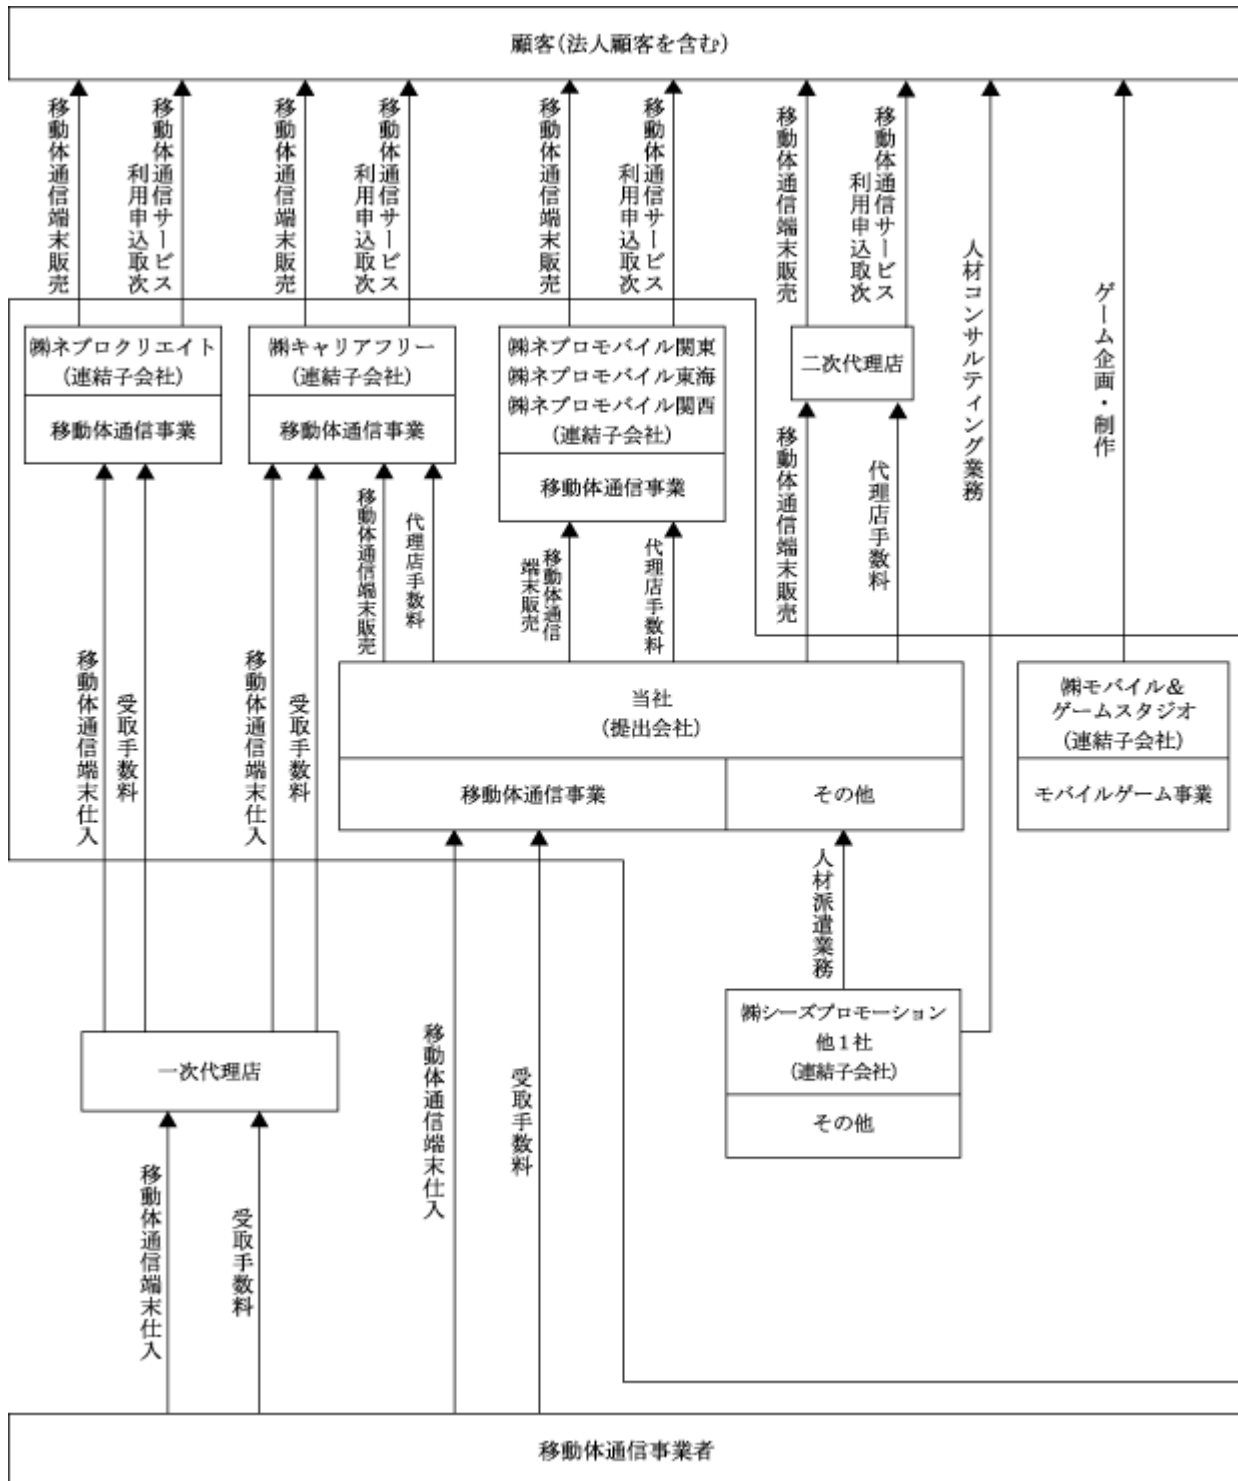 顧客(法人顧客を含む)
移動体通信端末販売
移動体通信サービス
利用申込取次
移動体通信端末販売
移動体通信サービス
利用申込取次
移動体通信端末販売
移動体通信サービス
利用申込取次
移動体通信端末販売
移動体通信サービス
利用申込取次
人材コンサルティング業務
ゲーム企画・制作
㈱ネプロクリエイト
(連結子会社)
移動体通信事業
㈱キャリアフリー
(連結子会社)
移動体通信事業
㈱ネプロモバイル関東
㈱ネプロモバイル東海
㈱ネプロモバイル関西
(連結子会社)
移動体通信事業
二次代理店
移動体通信端末仕入
受取手数料
移動体通信端末仕入
受取手数料
移動体通信端末販売
代理店手数料
移動体通信
端末販売
代理店手数料
移動体通信端末販売
代理店手数料
当社
(提出会社)
移動体通信事業
その他
㈱モバイル&
ゲームスタジオ
(連結子会社)
モバイルゲーム事業
人材派遣業務
㈱シーズプロモーション
他1社
(連結子会社)
その他
一次代理店
移動体通信端末仕入
受取手数料
移動体通信端末仕入
受取手数料
移動体通信事業者